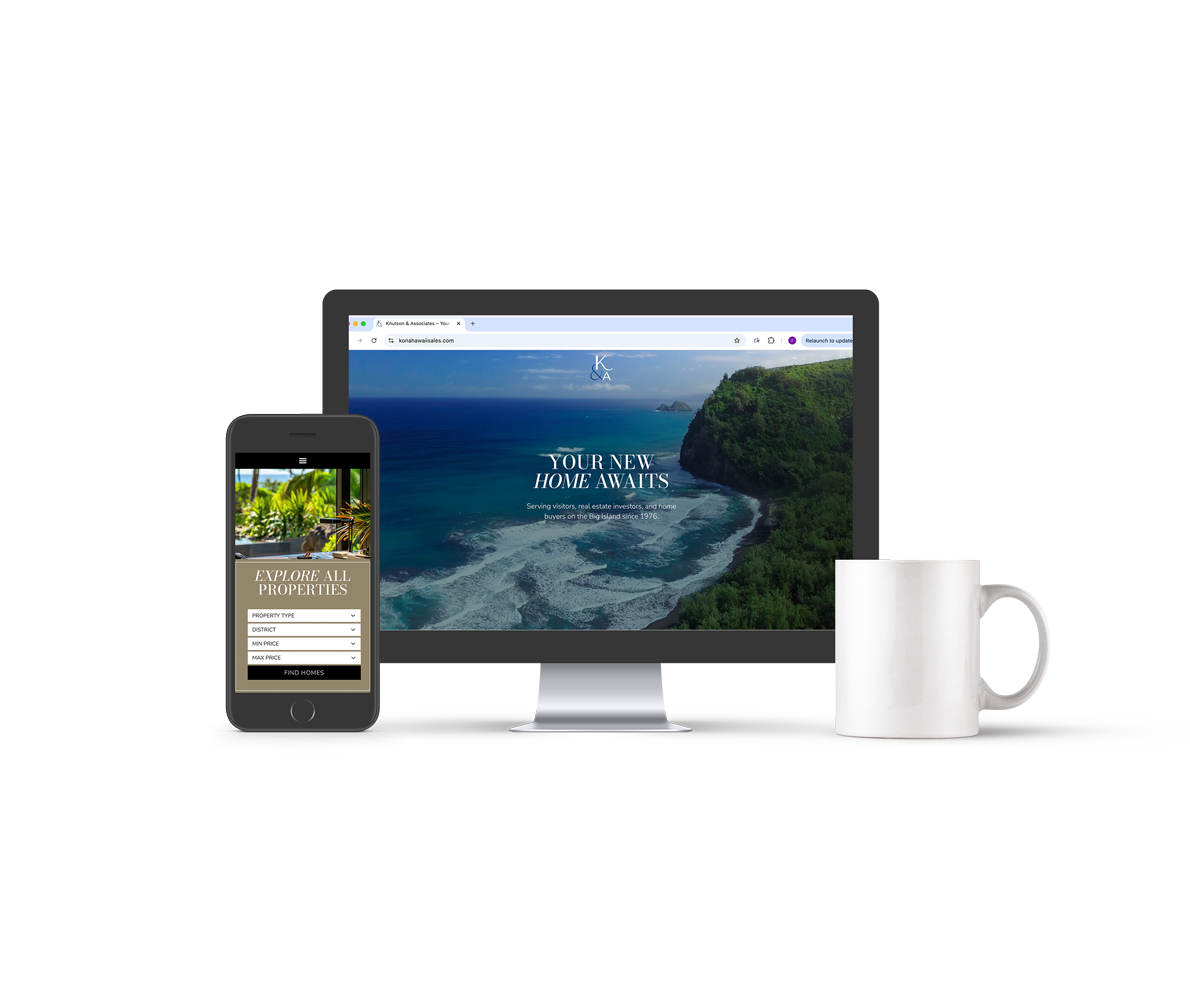 Knutson & Associates – You
konahawaiisales.com
Relaunch to update
K
&A
YOUR NEW
HOME AWAITS
Serving visitors, real estate investors, and home
buyers on the Big Island since 1976.
EXPLORE ALL
PROPERTIES
PROPERTY TYPE
DISTRICT
MIN PRICE
MAX PRICE
FIND HOMES